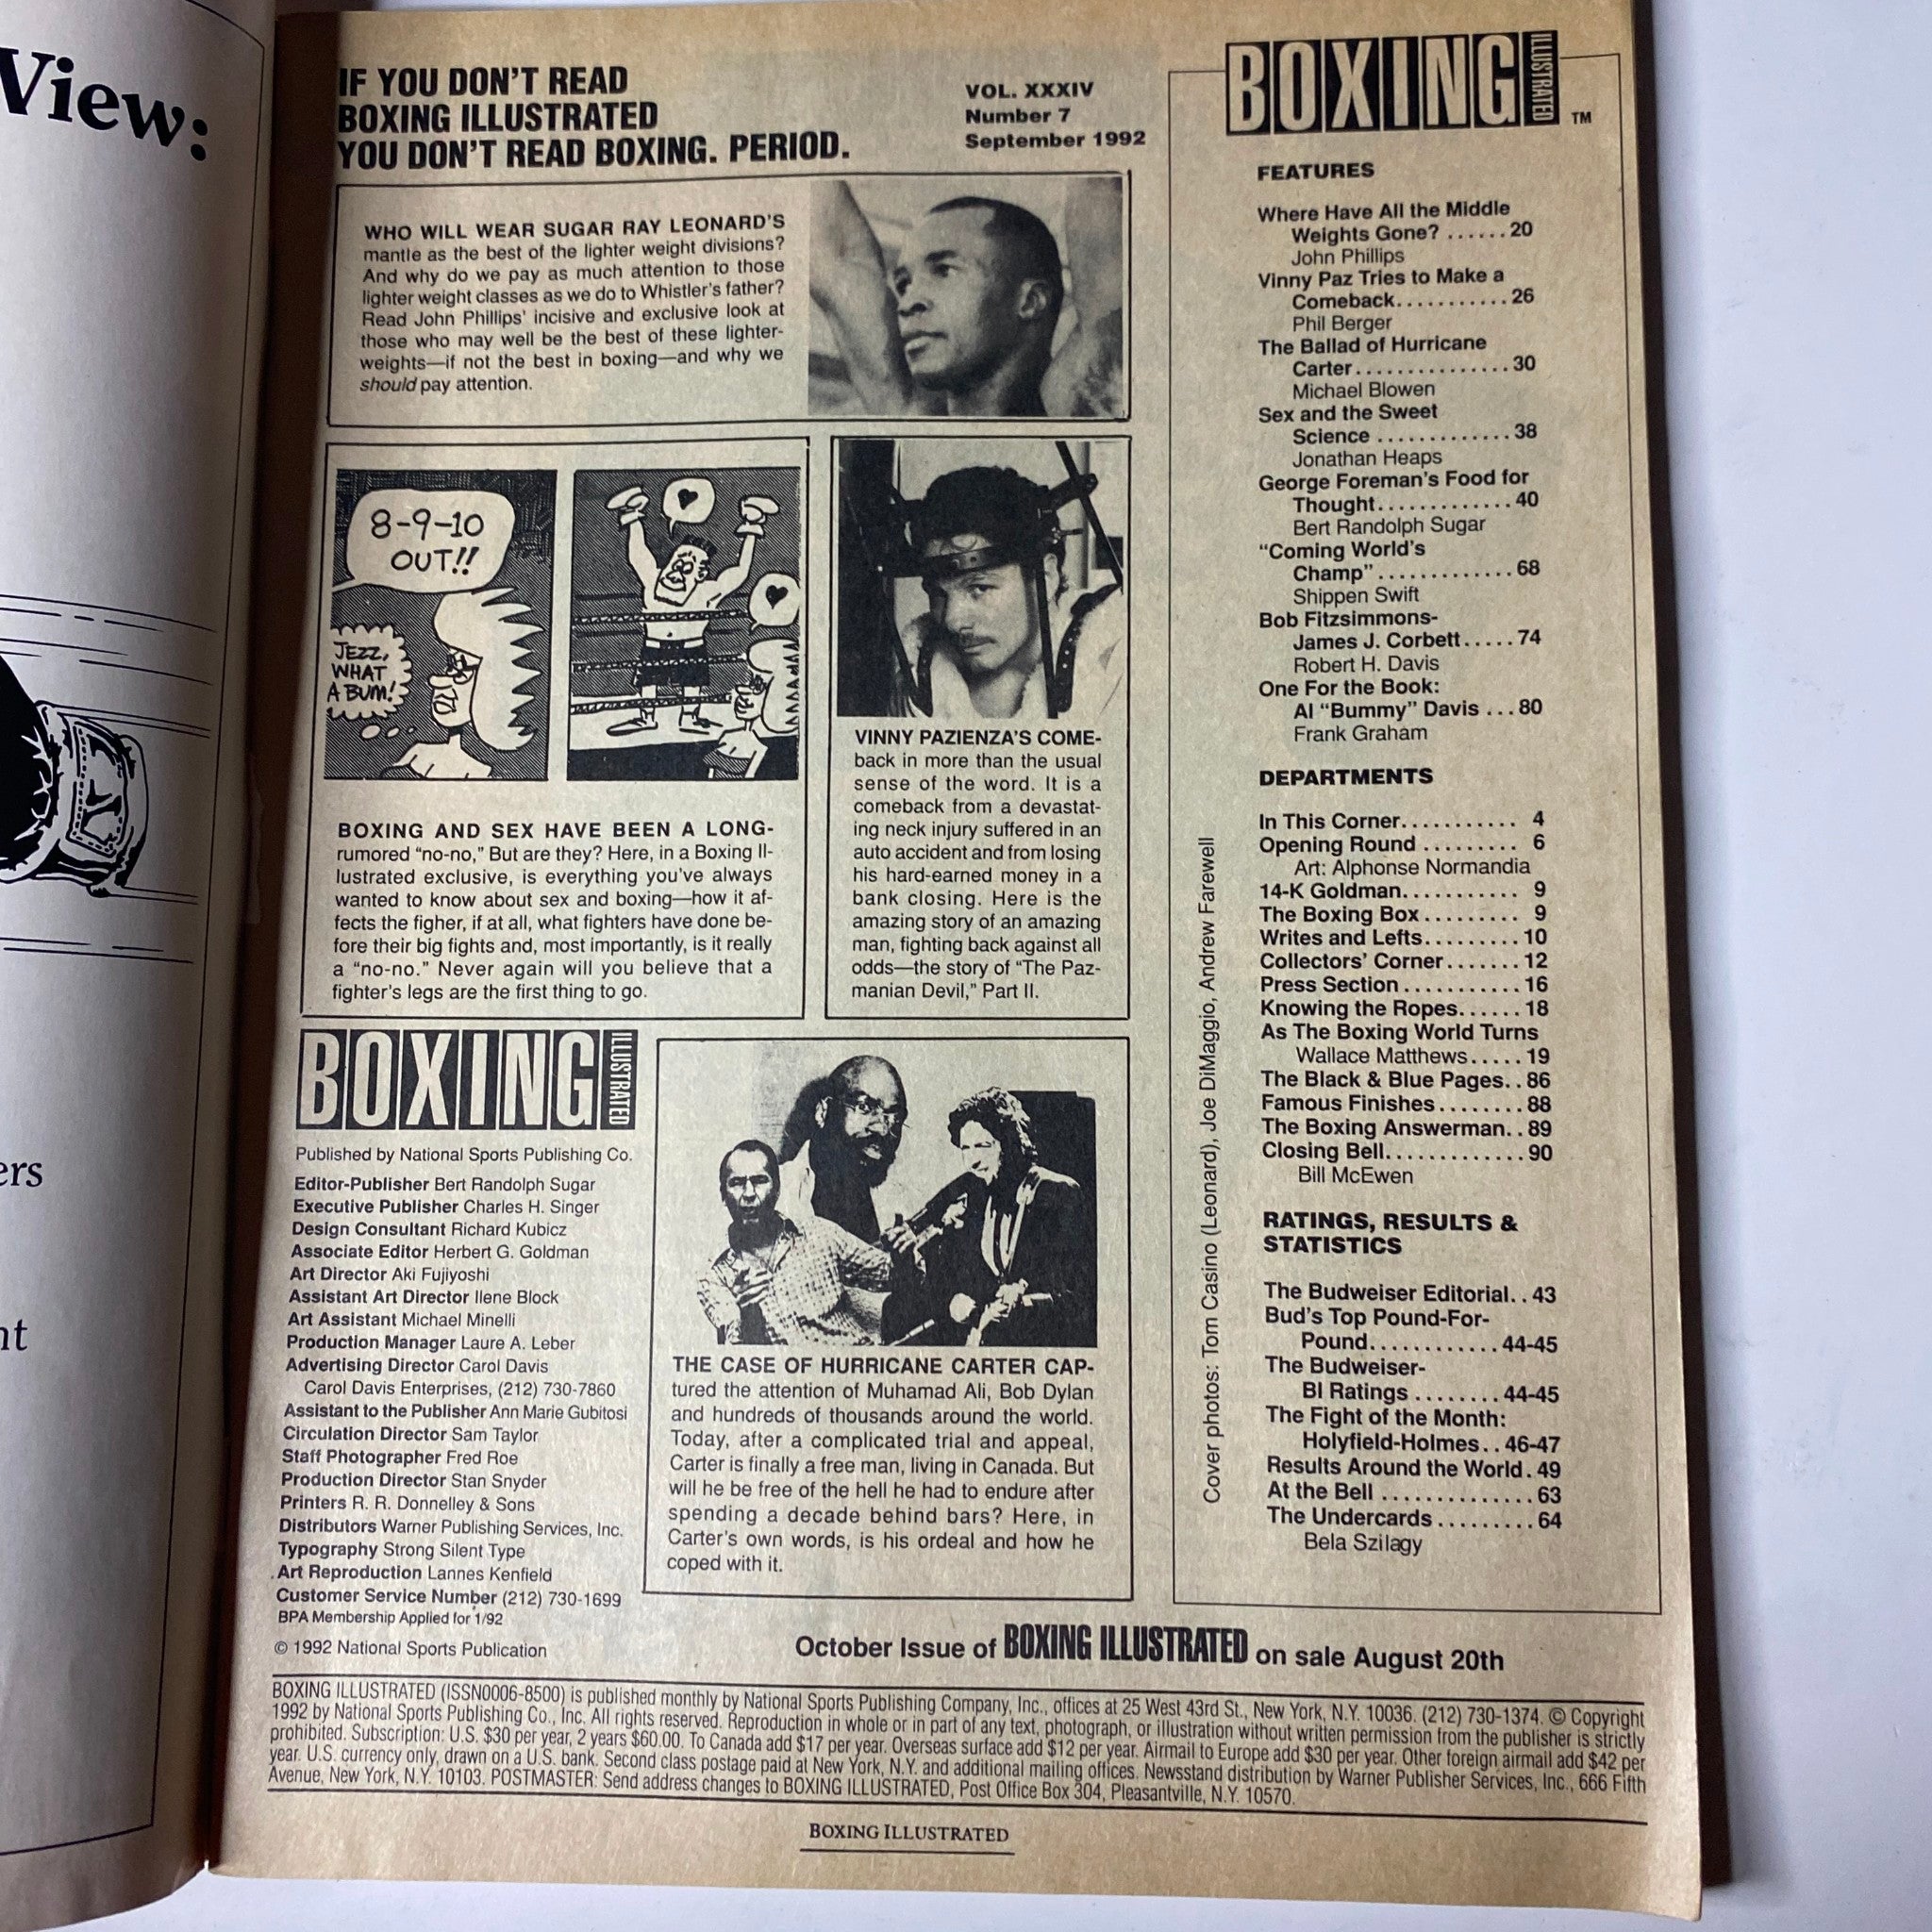 View:
ers
nt
IF YOU DON'T READ
BOXING ILLUSTRATED
YOU DON'T READ BOXING. PERIOD.
VOL. XXXIV
Number 7
September 1992
WHO WILL WEAR SUGAR RAY LEONARD'S
mantle as the best of the lighter weight divisions?
And why do we pay as much attention to those
lighter weight classes as we do to Whistler's father?
Read John Phillips' incisive and exclusive look at
those who may well be the best of these lighter-
weights—if not the best in boxing—and why we
should pay attention.
8-9-10
OUT!!
JEZZ,
WHAT
A BUM!
BOXING AND SEX HAVE BEEN A LONG-
rumored "no-no," But are they? Here, in a Boxing Il-
lustrated exclusive, is everything you've always
wanted to know about sex and boxing—how it af-
fects the figher, if at all, what fighters have done be-
fore their big fights and, most importantly, is it really
a "no-no." Never again will you believe that a
fighter's legs are the first thing to go.
VINNY PAZIENZA'S COME-
back in more than the usual
sense of the word. It is a
comeback from a devastat-
ing neck injury suffered in an
auto accident and from losing
his hard-earned money in a
bank closing. Here is the
amazing story of an amazing
man, fighting back against all
odds—the story of "The Paz-
manian Devil," Part II.
BOXING ILLUSTRATED
Published by National Sports Publishing Co.
Editor-Publisher Bert Randolph Sugar
Executive Publisher Charles H. Singer
Design Consultant Richard Kubicz
Associate Editor Herbert G. Goldman
Art Director Aki Fujiyoshi
Assistant Art Director Ilene Block
Art Assistant Michael Minelli
Production Manager Laure A. Leber
Advertising Director Carol Davis
Carol Davis Enterprises, (212) 730-7860
Assistant to the Publisher Ann Marie Gubitosi
Circulation Director Sam Taylor
Staff Photographer Fred Roe
Production Director Stan Snyder
Printers R. R. Donnelley & Sons
Distributors Warner Publishing Services, Inc.
Typography Strong Silent Type
Art Reproduction Lannes Kenfield
Customer Service Number (212) 730-1699
BPA Membership Applied for 1/92
© 1992 National Sports Publication
THE CASE OF HURRICANE CARTER CAP-
tured the attention of Muhamad Ali, Bob Dylan
and hundreds of thousands around the world.
Today, after a complicated trial and appeal,
Carter is finally a free man, living in Canada. But
will he be free of the hell he had to endure after
spending a decade behind bars? Here, in
Carter's own words, is his ordeal and how he
coped with it.
BOXING ILLUSTRATED TM
FEATURES
Where Have All the Middle
Weights Gone? ......20
John Phillips
Vinny Paz Tries to Make a
Comeback...........26
Phil Berger
The Ballad of Hurricane
Carter...............30
Michael Blowen
Sex and the Sweet
Science .............38
Jonathan Heaps
George Foreman's Food for
Thought.............40
Bert Randolph Sugar
"Coming World's
Champ".............68
Shippen Swift
Bob Fitzsimmons-
James J. Corbett.....74
Robert H. Davis
One For the Book:
Al "Bummy" Davis ...80
Frank Graham
DEPARTMENTS
In This Corner........... 4
Opening Round ......... 6
Art: Alphonse Normandia
14-K Goldman........... 9
The Boxing Box ......... 9
Writes and Lefts.........10
Collectors' Corner.......12
Press Section ...........16
Knowing the Ropes......18
As The Boxing World Turns
Wallace Matthews.....19
The Black & Blue Pages..86
Famous Finishes ........88
The Boxing Answerman..89
Closing Bell.............90
Bill McEwen
RATINGS, RESULTS &
STATISTICS
The Budweiser Editorial..43
Bud's Top Pound-For-
Pound............44-45
The Budweiser-
BI Ratings ........44-45
The Fight of the Month:
Holyfield-Holmes..46-47
Results Around the World.49
At the Bell ..............63
The Undercards .........64
Bela Szilagy
Cover photos: Tom Casino (Leonard), Joe DiMaggio, Andrew Farewell
October Issue of BOXING ILLUSTRATED on sale August 20th
BOXING ILLUSTRATED (ISSN0006-8500) is published monthly by National Sports Publishing Company, Inc., offices at 25 West 43rd St., New York, N.Y. 10036. (212) 730-1374. © Copyright
1992 by National Sports Publishing Co., Inc. All rights reserved. Reproduction in whole or in part of any text, photograph, or illustration without written permission from the publisher is strictly
prohibited. Subscription: U.S. $30 per year, 2 years $60.00. To Canada add $17 per year. Overseas surface add $12 per year. Airmail to Europe add $30 per year. Other foreign airmail add $42 per
year. U.S. currency only, drawn on a U.S. bank. Second class postage paid at New York, N.Y. and additional mailing offices. Newsstand distribution by Warner Publisher Services, Inc., 666 Fifth
Avenue, New York, N.Y. 10103. POSTMASTER: Send address changes to BOXING ILLUSTRATED, Post Office Box 304, Pleasantville, N.Y. 10570.
BOXING ILLUSTRATED